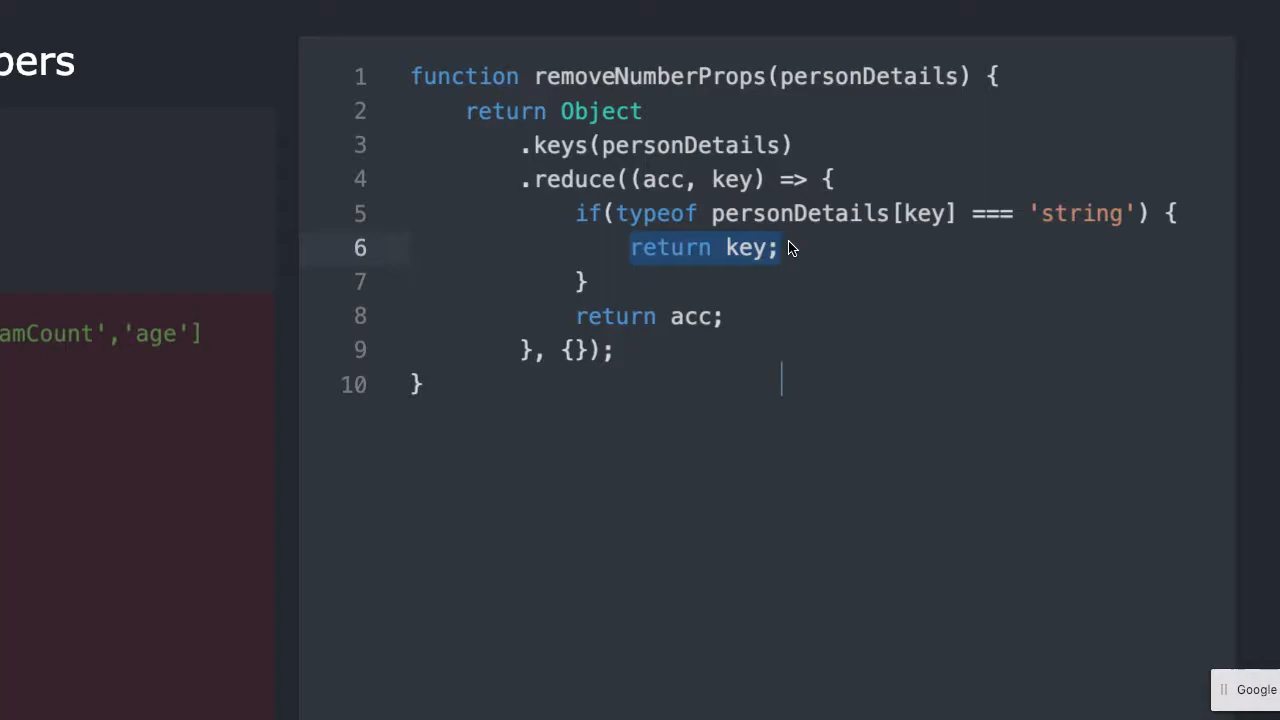 bers
amCount','age']
1 function removeNumberProps(personDetails) {
2 return Object
3 .keys(personDetails)
4 .reduce((acc, key) => {
5 if(typeof personDetails[key] === 'string') {
6 return key;
7 }
8 return acc;
9 }, {});
10 }
Google